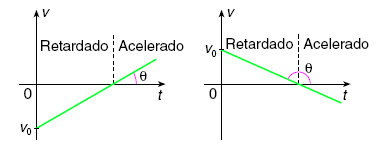 v
Retardado Acelerado
θ
0
t
v₀
v
v₀
Retardado Acelerado
θ
0
t